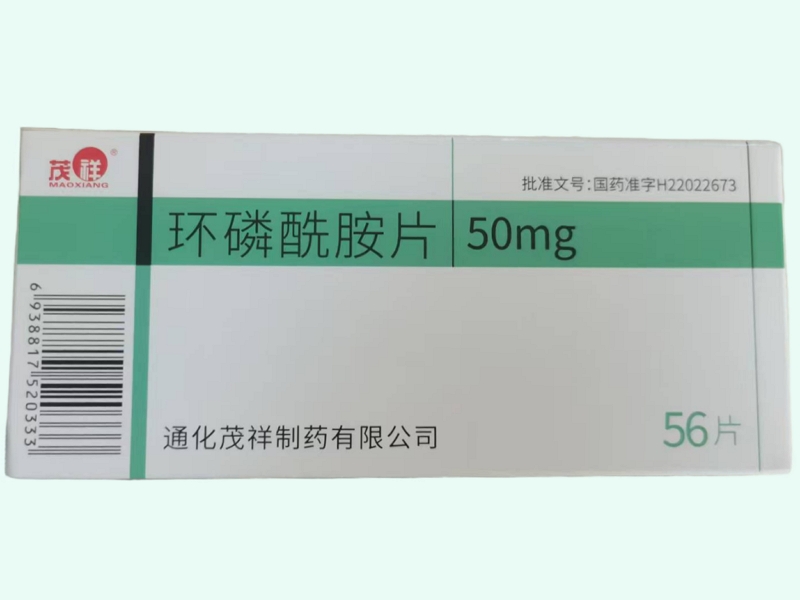 茂祥®
MAOXIANG
批准文号:国药准字H22022673
环磷酰胺片 50mg
6938817520333
通化茂祥制药有限公司
56片